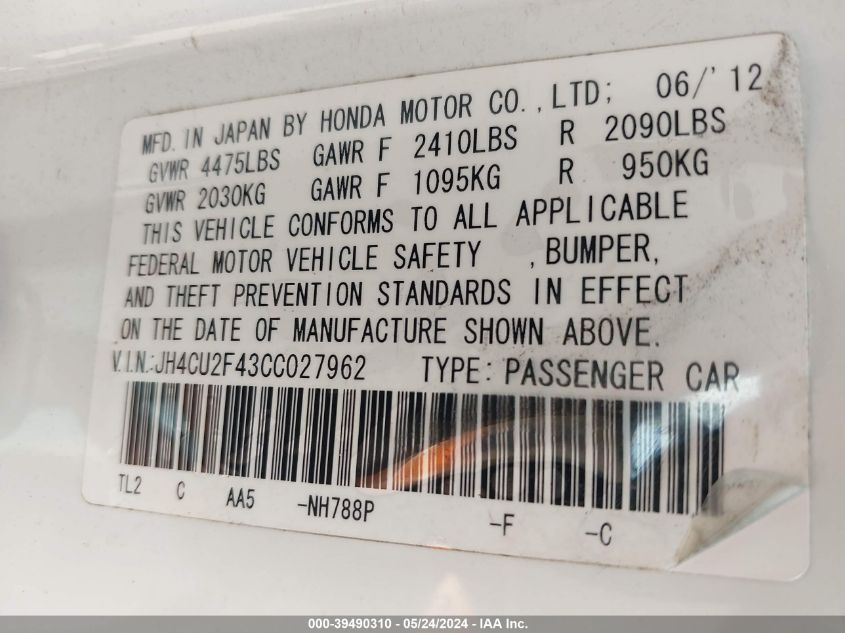 MFD. IN JAPAN BY HONDA MOTOR CO., LTD; 06/'12
GVWR 4475LBS GAWR F 2410LBS R 2090LBS
GVWR 2030KG GAWR F 1095KG R 950KG
THIS VEHICLE CONFORMS TO ALL APPLICABLE
FEDERAL MOTOR VEHICLE SAFETY , BUMPER,
AND THEFT PREVENTION STANDARDS IN EFFECT
ON THE DATE OF MANUFACTURE SHOWN ABOVE.
V.I.N.:JH4CU2F43CC027962 TYPE: PASSENGER CAR
TL2 C AA5 -NH788P -F -C
000-39490310 - 05/24/2024 - IAA Inc.